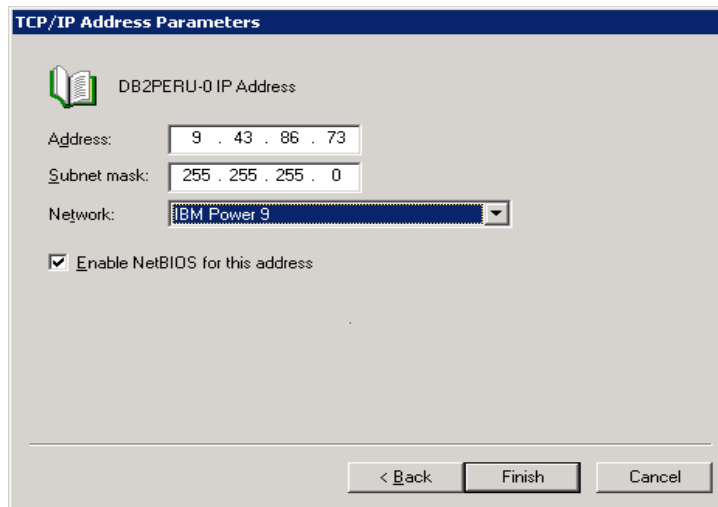 TCP/IP Address Parameters
DB2PERU-0 IP Address
Address: 9 . 43 . 86 . 73
Subnet mask: 255 . 255 . 255 . 0
Network: IBM Power 9
Enable NetBIOS for this address
< Back Finish Cancel